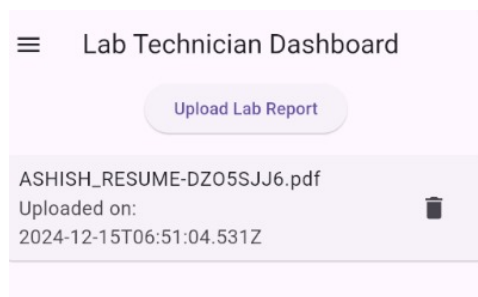 Lab Technician Dashboard
Upload Lab Report
ASHISH_RESUME-DZO5SJJ6.pdf
Uploaded on:
2024-12-15T06:51:04.531Z